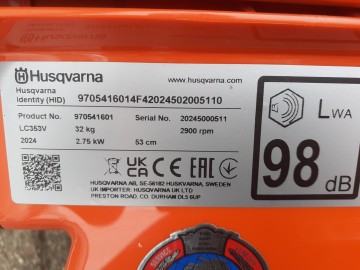 Husqvarna
www.husqvarna.com
Husqvarna
Identity (HID) 9705416014F42024502005110
Product No. 970541601 Serial No. 20245000511
LC353V 32 kg 2900 rpm
2024 2.75 kW 53 cm
UK CA CE EAC
HUSQVARNA AB, SE-56182 HUSKVARNA, SWEDEN
UK IMPORTER: HUSQVARNA UK LTD
PRESTON ROAD, CO. DURHAM DL5 6UP
LWA
98 dB
SERVICE